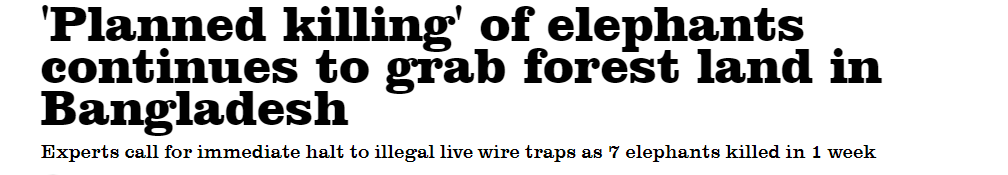 'Planned killing' of elephants
continues to grab forest land in
Bangladesh
Experts call for immediate halt to illegal live wire traps as 7 elephants killed in 1 week